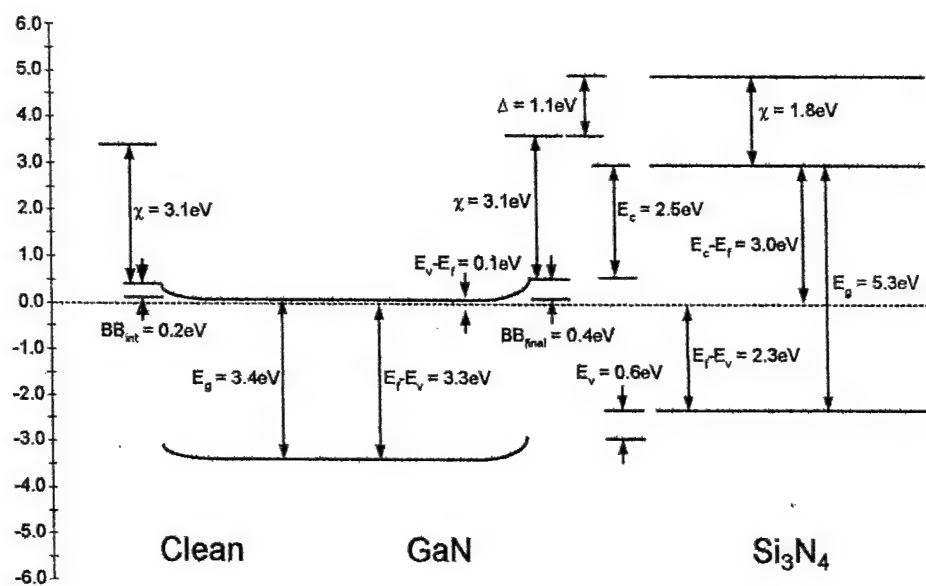 6.0
5.0
4.0
3.0
2.0
1.0
0.0
-1.0
-2.0
-3.0
-4.0
-5.0
-6.0
Δ = 1.1eV
χ = 1.8eV
χ = 3.1eV
χ = 3.1eV
E_c = 2.5eV
E_c-E_f = 3.0eV
E_v-E_f = 0.1eV
E_g = 5.3eV
BB_int = 0.2eV
BB_final = 0.4eV
E_g = 3.4eV
E_f-E_v = 3.3eV
E_v = 0.6eV
E_f-E_v = 2.3eV
Clean
GaN
Si₃N₄